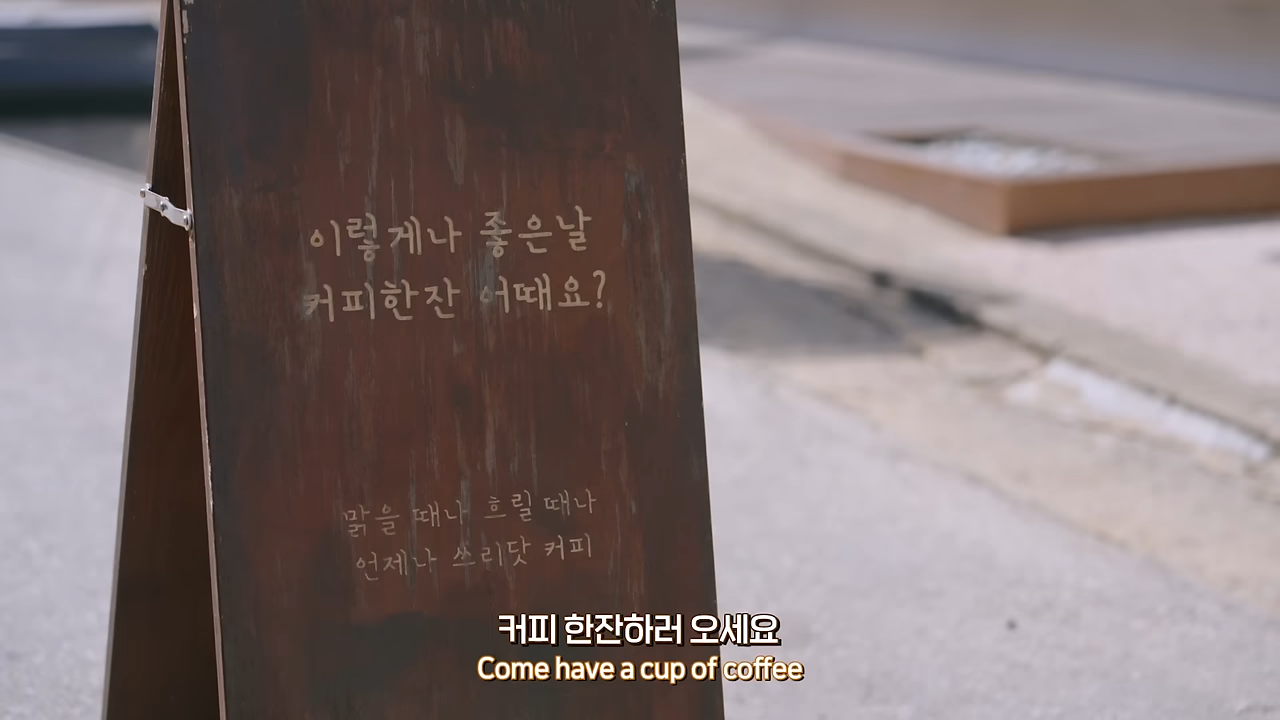 이렇게나 좋은날
커피한잔 어때요?
맑을 때나 흐릴 때나
언제나 쓰리닷 커피
커피 한잔하러 오세요
Come have a cup of coffee